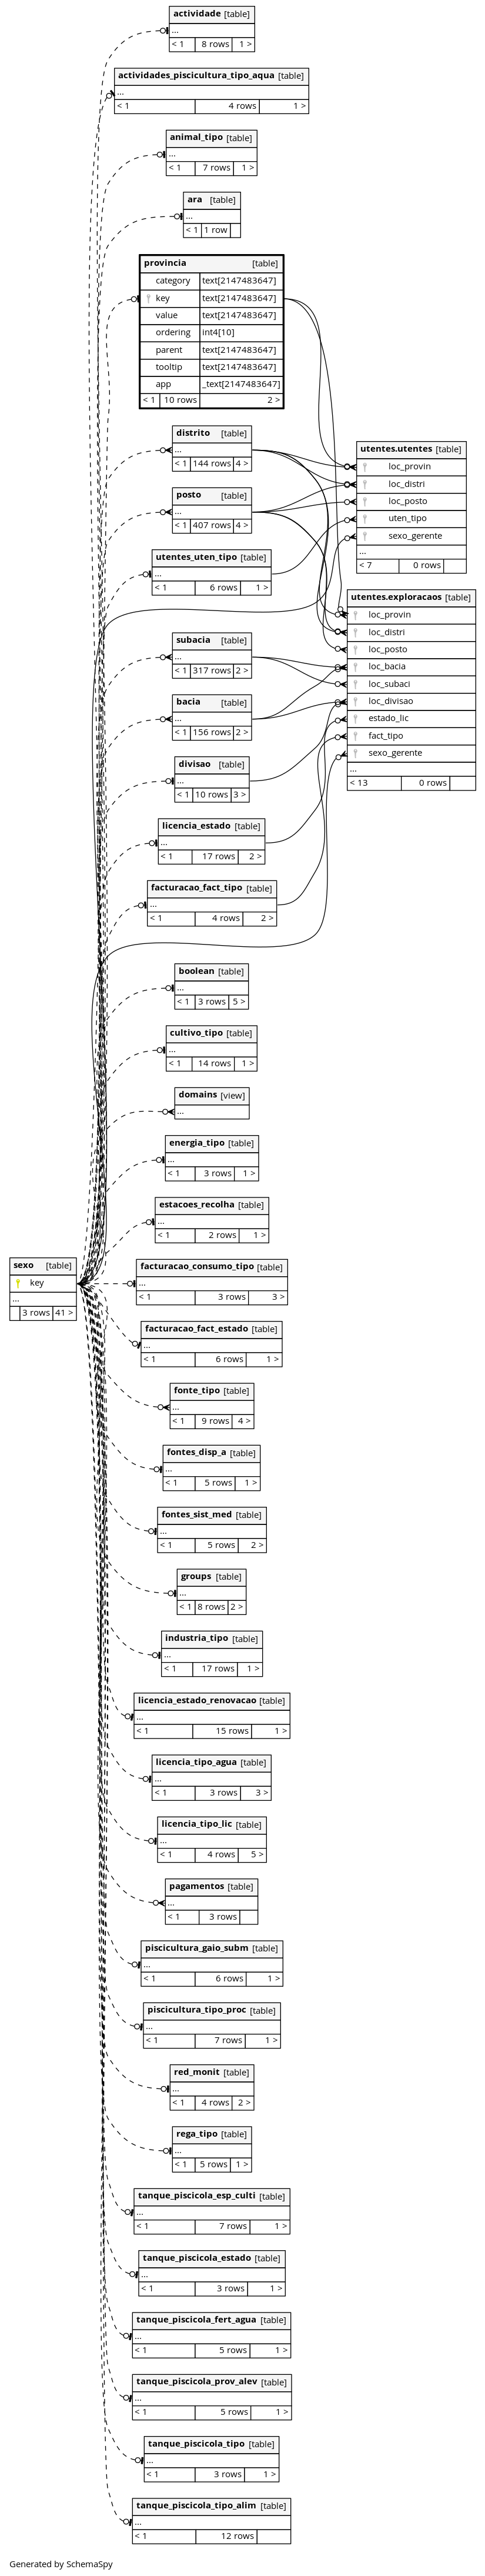 actividade [table]
...
< 1 8 rows 1 >
actividades_piscicultura_tipo_aqua [table]
...
< 1 4 rows 1 >
animal_tipo [table]
...
< 1 7 rows 1 >
ara [table]
...
< 1 1 row
provincia [table]
category text[2147483647]
key text[2147483647]
value text[2147483647]
ordering int4[10]
parent text[2147483647]
tooltip text[2147483647]
app _text[2147483647]
< 1 10 rows 2 >
distrito [table]
...
< 1 144 rows 4 >
posto [table]
...
< 1 407 rows 4 >
utentes_uten_tipo [table]
...
< 1 6 rows 1 >
utentes.utentes [table]
loc_provin
loc_distri
loc_posto
uten_tipo
sexo_gerente
...
< 7 0 rows
utentes.exploracaos [table]
loc_provin
loc_distri
loc_posto
loc_bacia
loc_subaci
loc_divisao
estado_lic
fact_tipo
sexo_gerente
...
< 13 0 rows
subacia [table]
...
< 1 317 rows 2 >
bacia [table]
...
< 1 156 rows 2 >
divisao [table]
...
< 1 10 rows 3 >
licencia_estado [table]
...
< 1 17 rows 2 >
facturacao_fact_tipo [table]
...
< 1 4 rows 2 >
boolean [table]
...
< 1 3 rows 5 >
cultivo_tipo [table]
...
< 1 14 rows 1 >
domains [view]
...
energia_tipo [table]
...
< 1 3 rows 1 >
estacoes_recolha [table]
...
< 1 2 rows 1 >
sexo [table]
key
...
3 rows 41 >
facturacao_consumo_tipo [table]
...
< 1 3 rows 3 >
facturacao_fact_estado [table]
...
< 1 6 rows 1 >
fonte_tipo [table]
...
< 1 9 rows 4 >
fontes_disp_a [table]
...
< 1 5 rows 1 >
fontes_sist_med [table]
...
< 1 5 rows 2 >
groups [table]
...
< 1 8 rows 2 >
industria_tipo [table]
...
< 1 17 rows 1 >
licencia_estado_renovacao [table]
...
< 1 15 rows 1 >
licencia_tipo_agua [table]
...
< 1 3 rows 3 >
licencia_tipo_lic [table]
...
< 1 4 rows 5 >
pagamentos [table]
...
< 1 3 rows
piscicultura_gaio_subm [table]
...
< 1 6 rows 1 >
piscicultura_tipo_proc [table]
...
< 1 7 rows 1 >
red_monit [table]
...
< 1 4 rows 2 >
rega_tipo [table]
...
< 1 5 rows 1 >
tanque_piscicola_esp_culti [table]
...
< 1 7 rows 1 >
tanque_piscicola_estado [table]
...
< 1 3 rows 1 >
tanque_piscicola_fert_agua [table]
...
< 1 5 rows 1 >
tanque_piscicola_prov_alev [table]
...
< 1 5 rows 1 >
tanque_piscicola_tipo [table]
...
< 1 3 rows 1 >
tanque_piscicola_tipo_alim [table]
...
< 1 12 rows
Generated by SchemaSpy